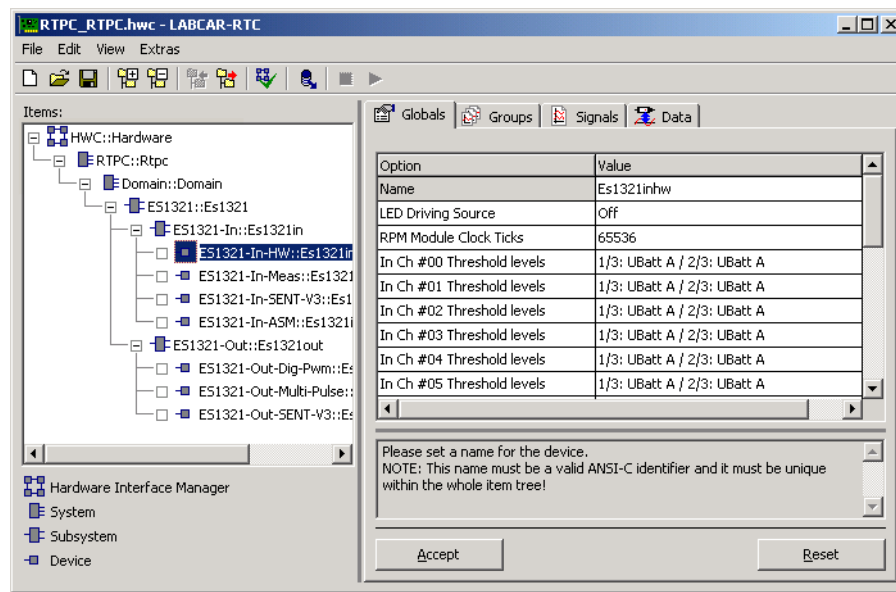 RTPC_RTPC.hwc - LABCAR-RTC
File Edit View Extras
Items:
HWC::Hardware
RTPC::Rtpc
Domain::Domain
ES1321::Es1321
ES1321-In::Es1321in
ES1321-In-HW::Es1321in
ES1321-In-Meas::Es1321
ES1321-In-SENT-V3::Es1
ES1321-In-ASM::Es1321i
ES1321-Out::Es1321out
ES1321-Out-Dig-Pwm::Es
ES1321-Out-Multi-Pulse::
ES1321-Out-SENT-V3::Es
Hardware Interface Manager
System
Subsystem
Device
Globals Groups Signals Data
Option Value
Name Es1321inhw
LED Driving Source Off
RPM Module Clock Ticks 65536
In Ch #00 Threshold levels 1/3: UBatt A / 2/3: UBatt A
In Ch #01 Threshold levels 1/3: UBatt A / 2/3: UBatt A
In Ch #02 Threshold levels 1/3: UBatt A / 2/3: UBatt A
In Ch #03 Threshold levels 1/3: UBatt A / 2/3: UBatt A
In Ch #04 Threshold levels 1/3: UBatt A / 2/3: UBatt A
In Ch #05 Threshold levels 1/3: UBatt A / 2/3: UBatt A
Please set a name for the device.
NOTE: This name must be a valid ANSI-C identifier and it must be unique
within the whole item tree!
Accept Reset